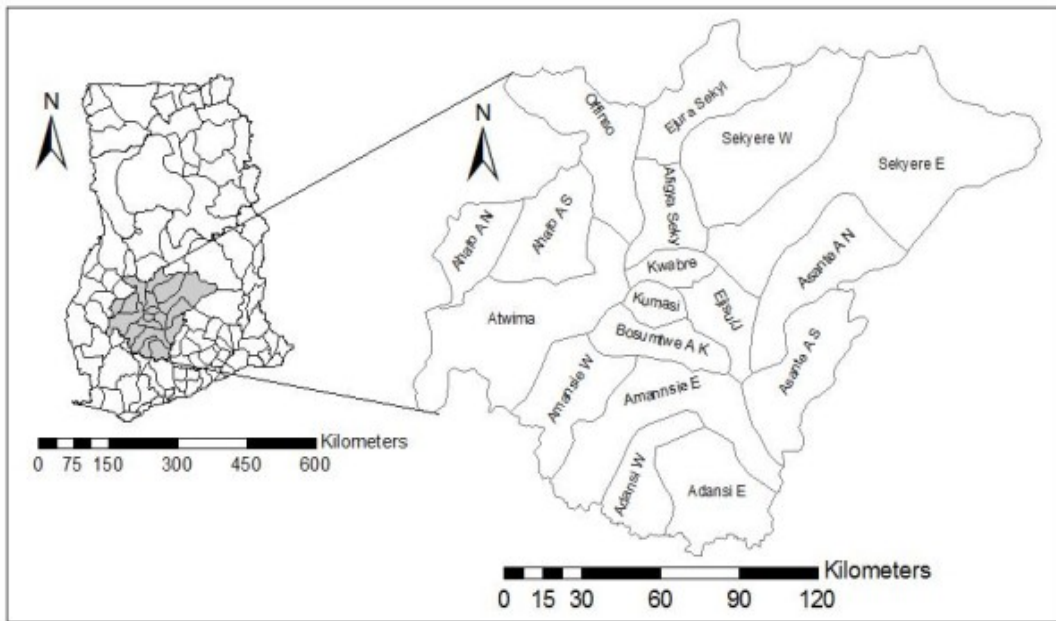 N
Kilometers
0 75 150 300 450 600
N
Offinso
Ejura Sekyi
Sekyere W
Sekyere E
Afigya Seky
Ahafo A N
Ahafo A S
Asante A N
Kwabre
Kumasi
Ejisu/J
Atwima
Bosumtwe A K
Asante A S
Amansie W
Amannsie E
Adansi W
Adansi E
Kilometers
0 15 30 60 90 120